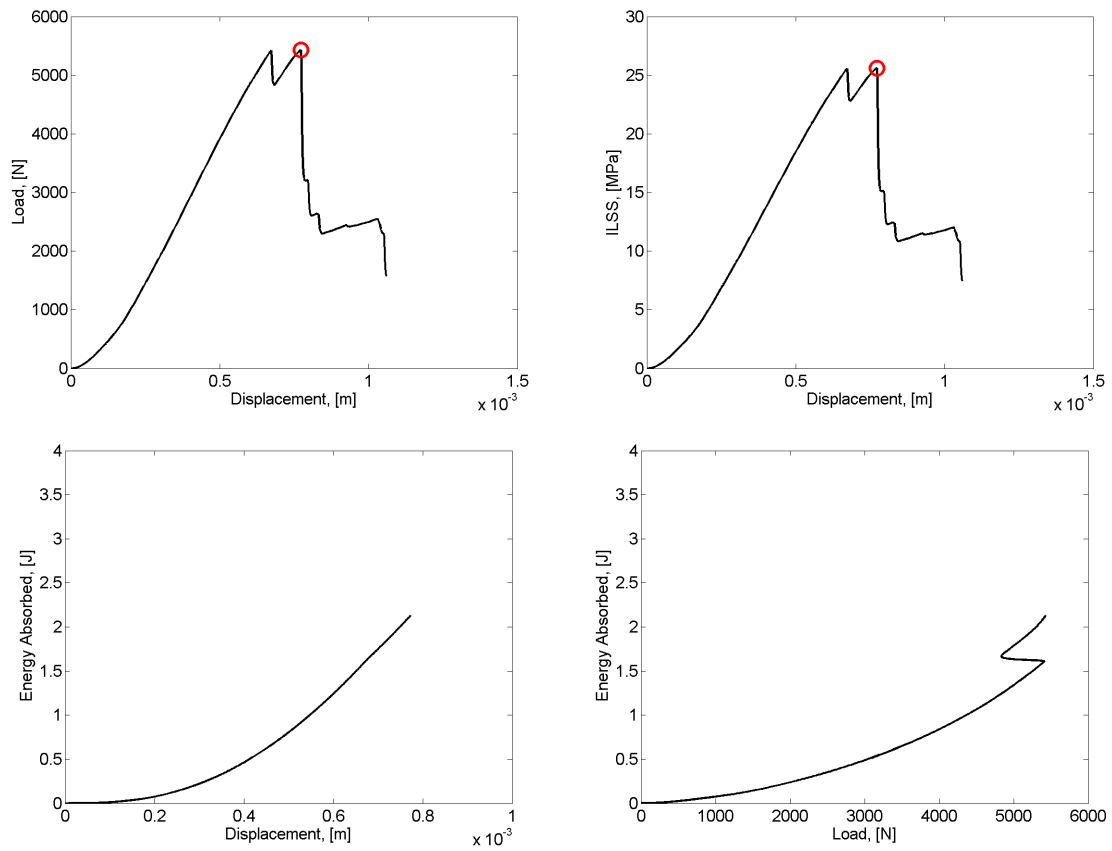 6000
5000
4000
3000
2000
1000
0
Load, [N]
0 0.5 1 1.5
Displacement, [m]
x 10-3
30
25
20
15
10
5
0
ILSS, [MPa]
0 0.5 1 1.5
Displacement, [m]
x 10-3
4
3.5
3
2.5
2
1.5
1
0.5
0
Energy Absorbed, [J]
0 0.2 0.4 0.6 0.8 1
Displacement, [m]
x 10-3
4
3.5
3
2.5
2
1.5
1
0.5
0
Energy Absorbed, [J]
0 1000 2000 3000 4000 5000 6000
Load, [N]